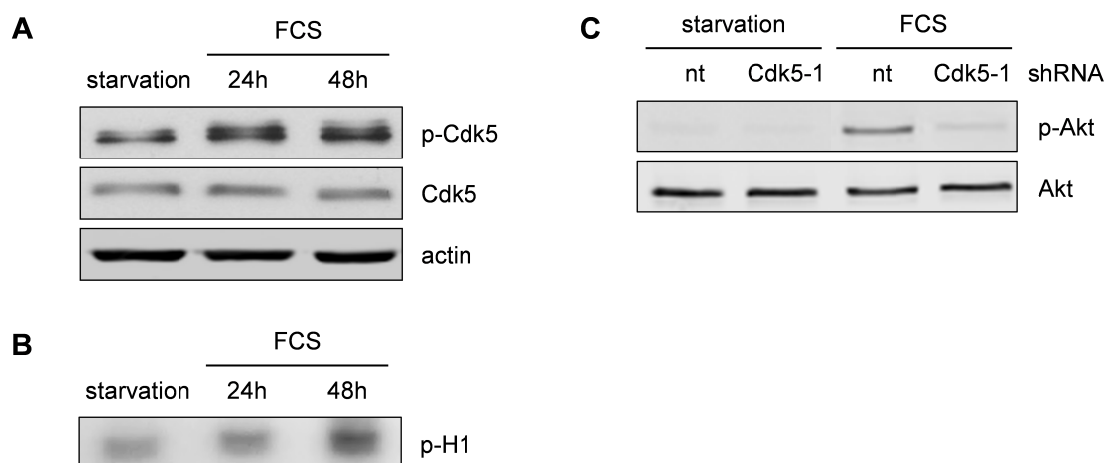 A
FCS
starvation 24h 48h
p-Cdk5
Cdk5
actin
B
FCS
starvation 24h 48h
p-H1
C
starvation FCS
nt Cdk5-1 nt Cdk5-1 shRNA
p-Akt
Akt